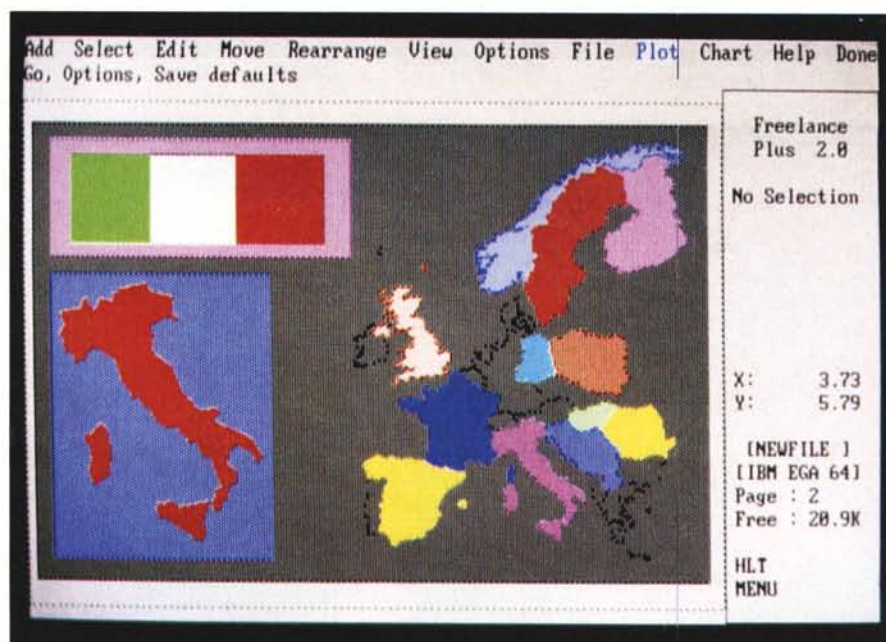 Add Select Edit Move Rearrange View Options File Plot Chart Help Done
Go, Options, Save defaults
Freelance
Plus 2.0
No Selection
X: 3.73
Y: 5.79
[NEWFILE ]
[IBM EGA 64]
Page : 2
Free : 20.9K
HLT
MENU